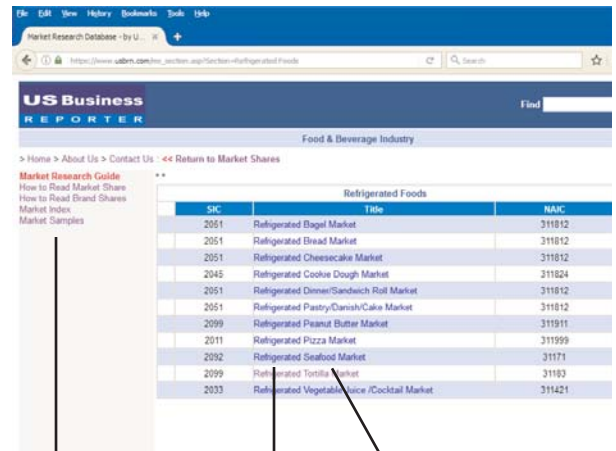 File Edit View History Bookmarks Tools Help
Market Research Database - by U...
https://www.usbrn.com/mr_section.asp?Section=Refrigerated Foods
Search
US Business
REPORTER
Find
Food & Beverage Industry
> Home > About Us > Contact Us : << Return to Market Shares
Market Research Guide
How to Read Market Share
How to Read Brand Shares
Market Index
Market Samples
Refrigerated Foods
SIC Title NAIC
2051 Refrigerated Bagel Market 311812
2051 Refrigerated Bread Market 311812
2051 Refrigerated Cheesecake Market 311812
2045 Refrigerated Cookie Dough Market 311824
2051 Refrigerated Dinner/Sandwich Roll Market 311812
2051 Refrigerated Pastry/Danish/Cake Market 311812
2099 Refrigerated Peanut Butter Market 311911
2011 Refrigerated Pizza Market 311999
2092 Refrigerated Seafood Market 31171
2099 Refrigerated Tortilla Market 31183
2033 Refrigerated Vegetable Juice /Cocktail Market 311421